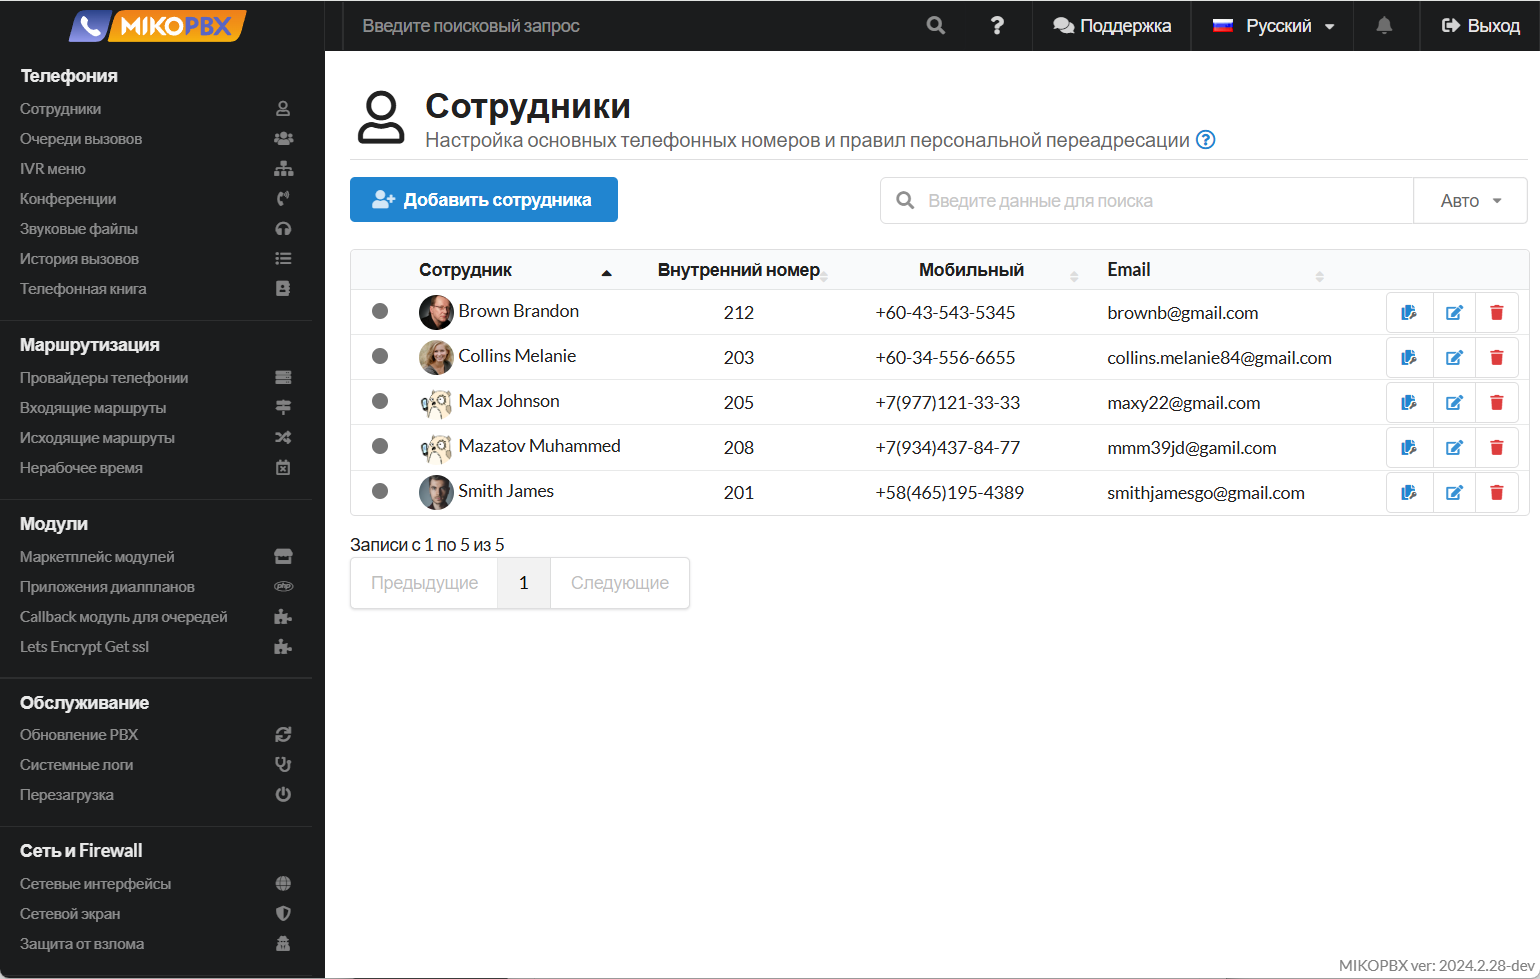 MIKOPBX
Введите поисковый запрос
?
Поддержка
Русский
Выход
Телефония
Сотрудники
Очереди вызовов
IVR меню
Конференции
Звуковые файлы
История вызовов
Телефонная книга
Маршрутизация
Провайдеры телефонии
Входящие маршруты
Исходящие маршруты
Нерабочее время
Модули
Маркетплейс модулей
Приложения диалпланов
php
Callback модуль для очередей
Lets Encrypt Get ssl
Обслуживание
Обновление PBX
Системные логи
Перезагрузка
Сеть и Firewall
Сетевые интерфейсы
Сетевой экран
Защита от взлома
Сотрудники
Настройка основных телефонных номеров и правил персональной переадресации ?
Добавить сотрудника
Введите данные для поиска
Авто
Сотрудник Внутренний номер Мобильный Email
Brown Brandon 212 +60-43-543-5345 brownb@gmail.com
Collins Melanie 203 +60-34-556-6655 collins.melanie84@gmail.com
Max Johnson 205 +7(977)121-33-33 maxy22@gmail.com
Mazatov Muhammed 208 +7(934)437-84-77 mmm39jd@gamil.com
Smith James 201 +58(465)195-4389 smithjamesgo@gmail.com
Записи с 1 по 5 из 5
Предыдущие 1 Следующие
MIKOPBX ver: 2024.2.28-dev